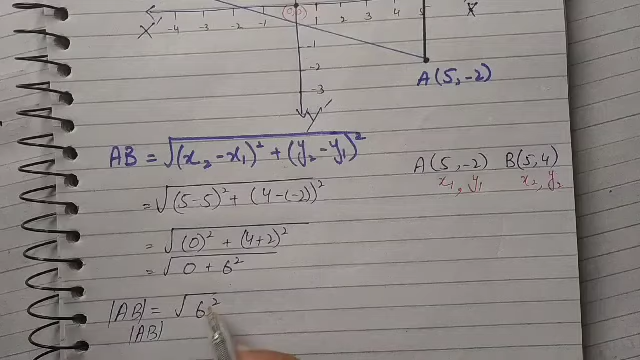 X' -4 -3 -2 -1 (0,0) 1 2 3 4 5 X
-1
-2
-3
Y'
A(5,-2)
AB = √(x₂-x₁)² + (y₂-y₁)²
A(5,-2) B(5,4)
x₁, y₁ x₂, y₂
= √(5-5)² + (4-(-2))²
= √(0)² + (4+2)²
= √0 + 6²
|AB| = √6²
|AB|